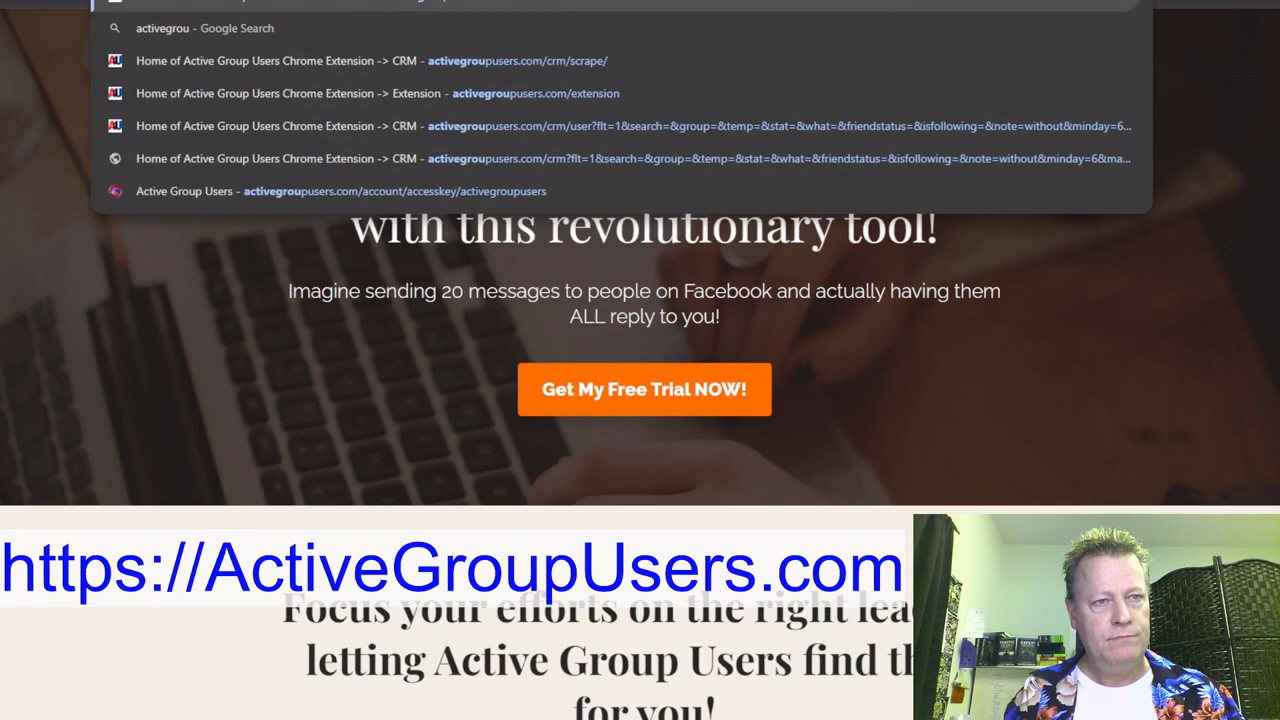 activegrou - Google Search
Home of Active Group Users Chrome Extension -> CRM - activegroupusers.com/crm/scrape/
Home of Active Group Users Chrome Extension -> Extension - activegroupusers.com/extension
Home of Active Group Users Chrome Extension -> CRM - activegroupusers.com/crm/user?flt=1&search=&group=&temp=&stat=&what=&friendstatus=&isfollowing=&note=without&minday=6...
Home of Active Group Users Chrome Extension -> CRM - activegroupusers.com/crm?flt=1&search=&group=&temp=&stat=&what=&friendstatus=&isfollowing=&note=without&minday=6&ma...
Active Group Users - activegroupusers.com/account/accesskey/activegroupusers
with this revolutionary tool!
Imagine sending 20 messages to people on Facebook and actually having them
ALL reply to you!
Get My Free Trial NOW!
https://ActiveGroupUsers.com
Focus your efforts on the right
letting Active Group Users find
for you!